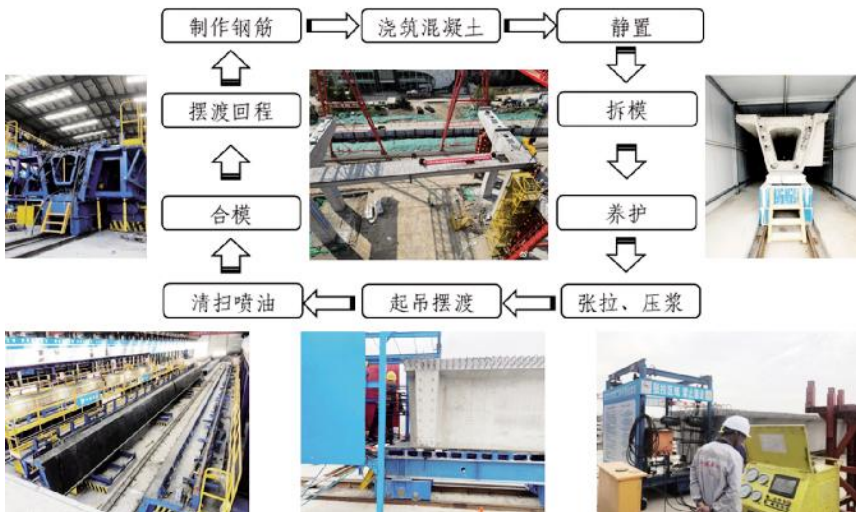 制作钢筋
浇筑混凝土
静置
摆渡回程
拆模
合模
养护
清扫喷油
起吊摆渡
张拉、压浆